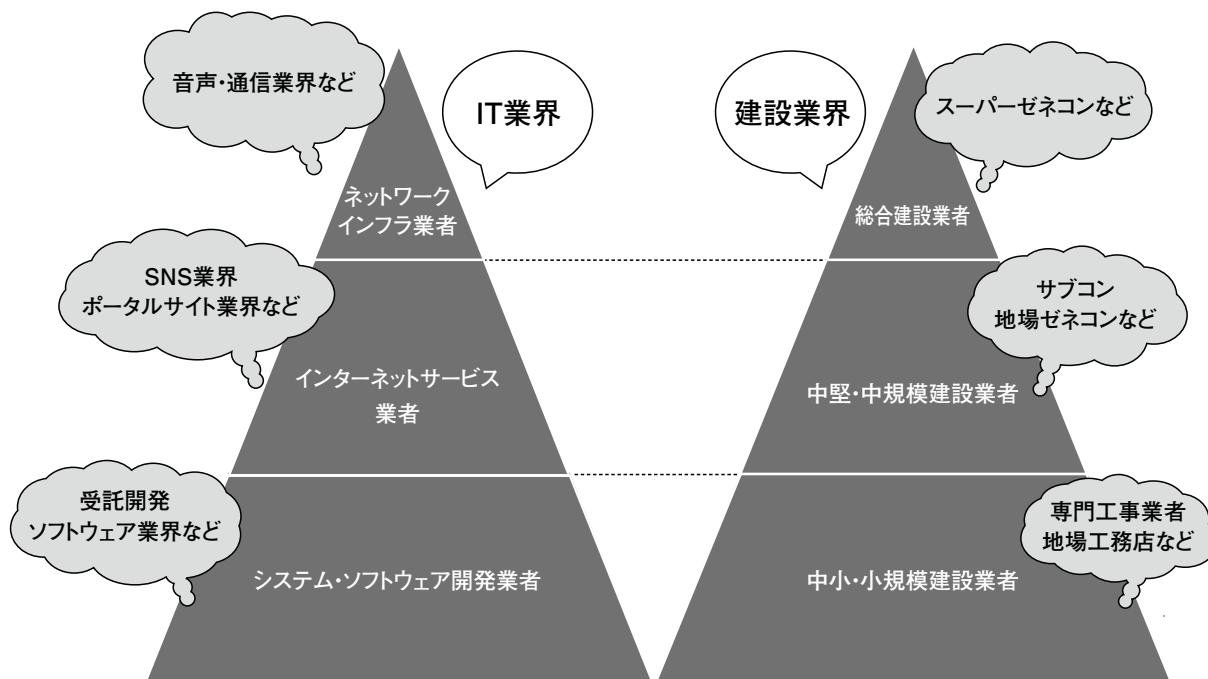 音声・通信業界など
IT業界
ネットワーク
インフラ業者
SNS業界
ポータルサイト業界など
インターネットサービス
業者
受託開発
ソフトウェア業界など
システム・ソフトウェア開発業者
建設業界
スーパーゼネコンなど
総合建設業者
サブコン
地場ゼネコンなど
中堅・中規模建設業者
専門工事業者
地場工務店など
中小・小規模建設業者